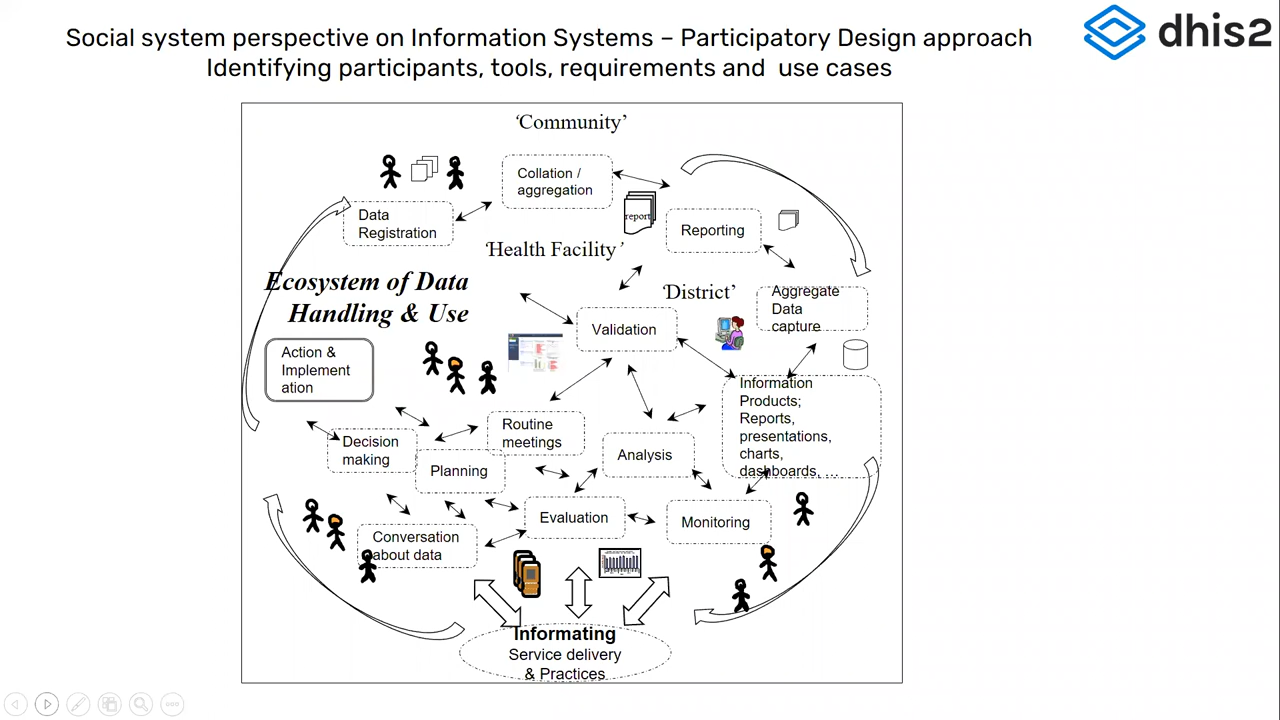 Social system perspective on Information Systems – Participatory Design approach
Identifying participants, tools, requirements and  use cases
dhis2
‘Community’
Collation /
aggregation
Data
Registration
report
Reporting
‘Health Facility’
Ecosystem of Data
Handling & Use
‘District’
Aggregate
Data
capture
Validation
Action &
Implement
ation
Information
Products;
Reports,
presentations,
charts,
dashboards, ...
Routine
meetings
Decision
making
Planning
Analysis
Evaluation
Monitoring
Conversation
about data
Informating
Service delivery
& Practices